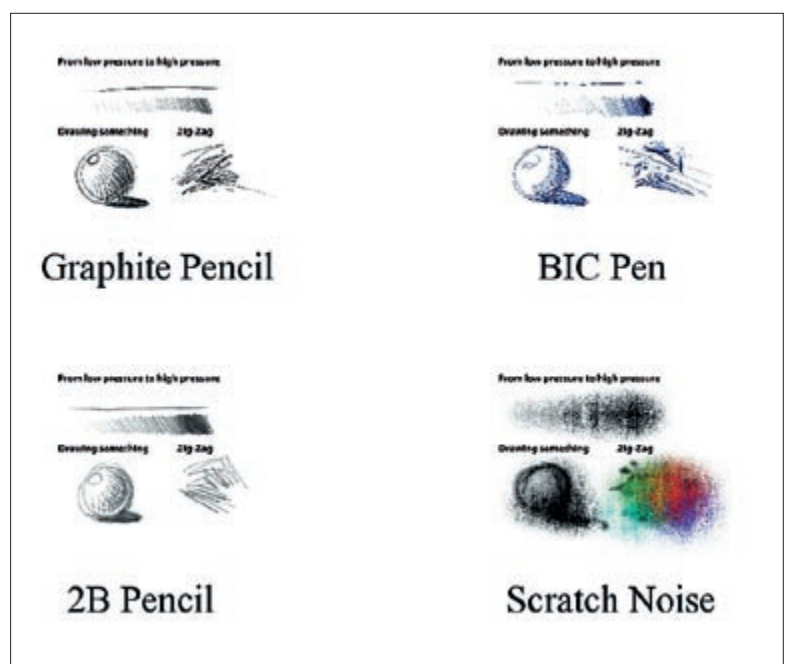 From low pressure to high pressure
Drawing something Zig-Zag
Graphite Pencil
From low pressure to high pressure
Drawing something Zig-Zag
BIC Pen
From low pressure to high pressure
Drawing something Zig-Zag
2B Pencil
From low pressure to high pressure
Drawing something Zig-Zag
Scratch Noise